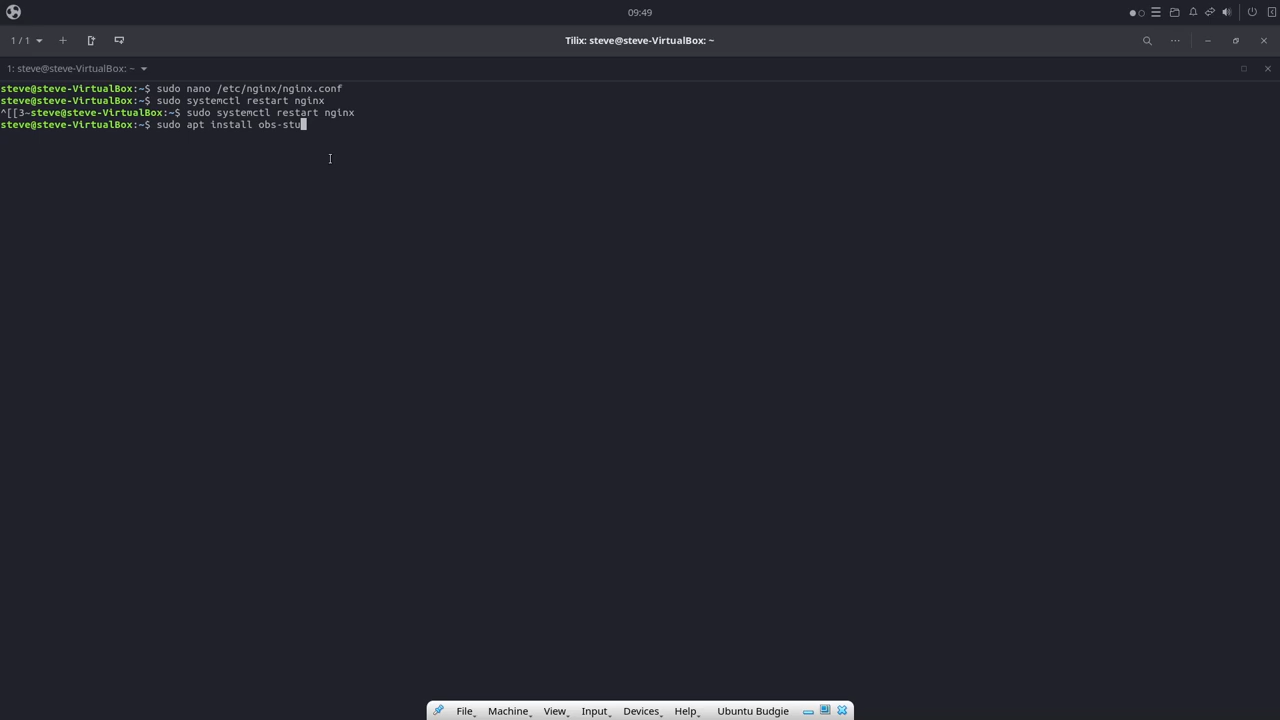 09:49
1 / 1
Tilix: steve@steve-VirtualBox: ~
1: steve@steve-VirtualBox: ~
steve@steve-VirtualBox:~$ sudo nano /etc/nginx/nginx.conf
steve@steve-VirtualBox:~$ sudo systemctl restart nginx
^[[3~steve@steve-VirtualBox:~$ sudo systemctl restart nginx
steve@steve-VirtualBox:~$ sudo apt install obs-stu
File Machine View Input Devices Help Ubuntu Budgie